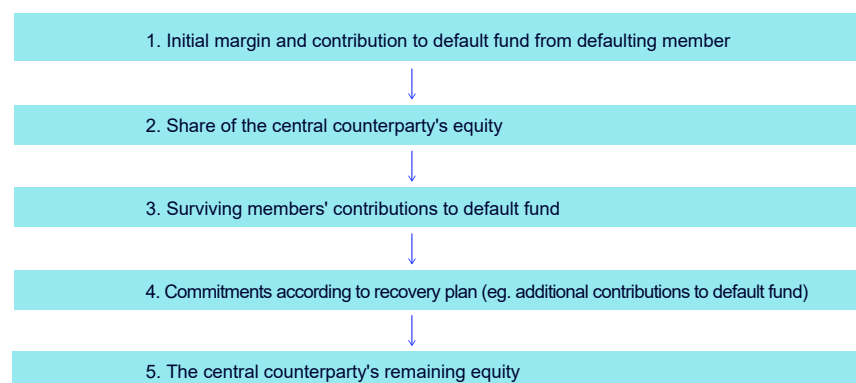 1. Initial margin and contribution to default fund from defaulting member
2. Share of the central counterparty's equity
3. Surviving members' contributions to default fund
4. Commitments according to recovery plan (eg. additional contributions to default fund)
5. The central counterparty's remaining equity